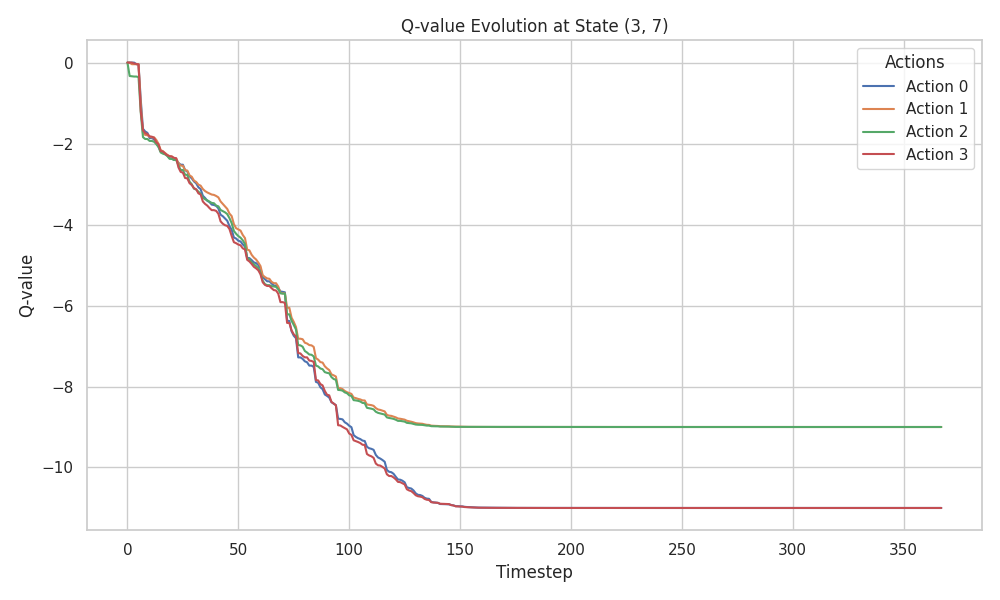 Q-value Evolution at State (3, 7)
Actions
Action 0
Action 1
Action 2
Action 3
Q-value
0
−2
−4
−6
−8
−10
0 50 100 150 200 250 300 350
Timestep